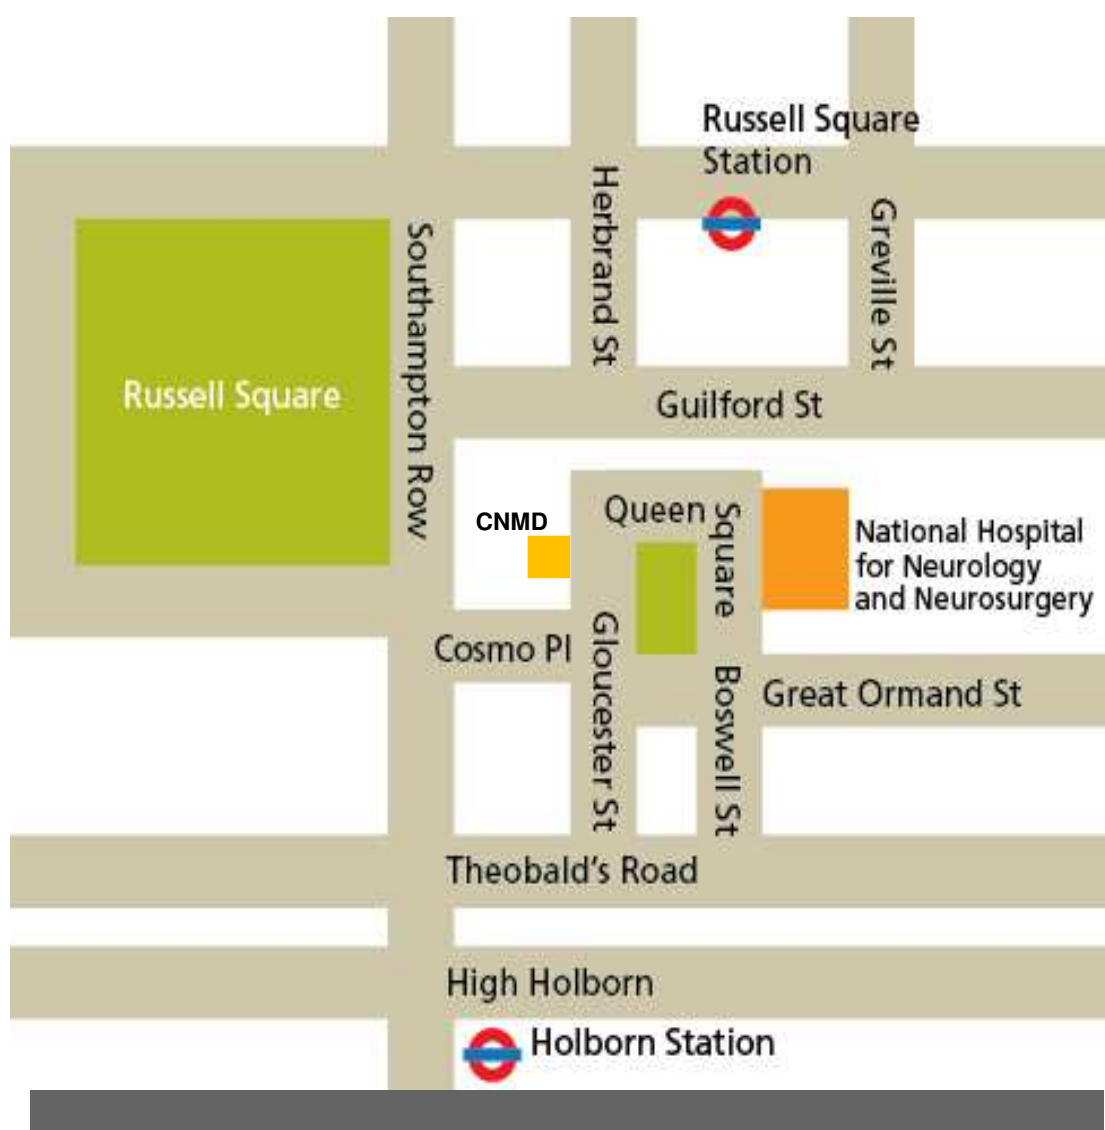 Russell Square
Station
Herbrand St
Greville St
Southampton Row
Russell Square
Guilford St
Queen
Square
CNMD
National Hospital
for Neurology
and Neurosurgery
Cosmo Pl
Gloucester St
Boswell St
Great Ormand St
Theobald's Road
High Holborn
Holborn Station